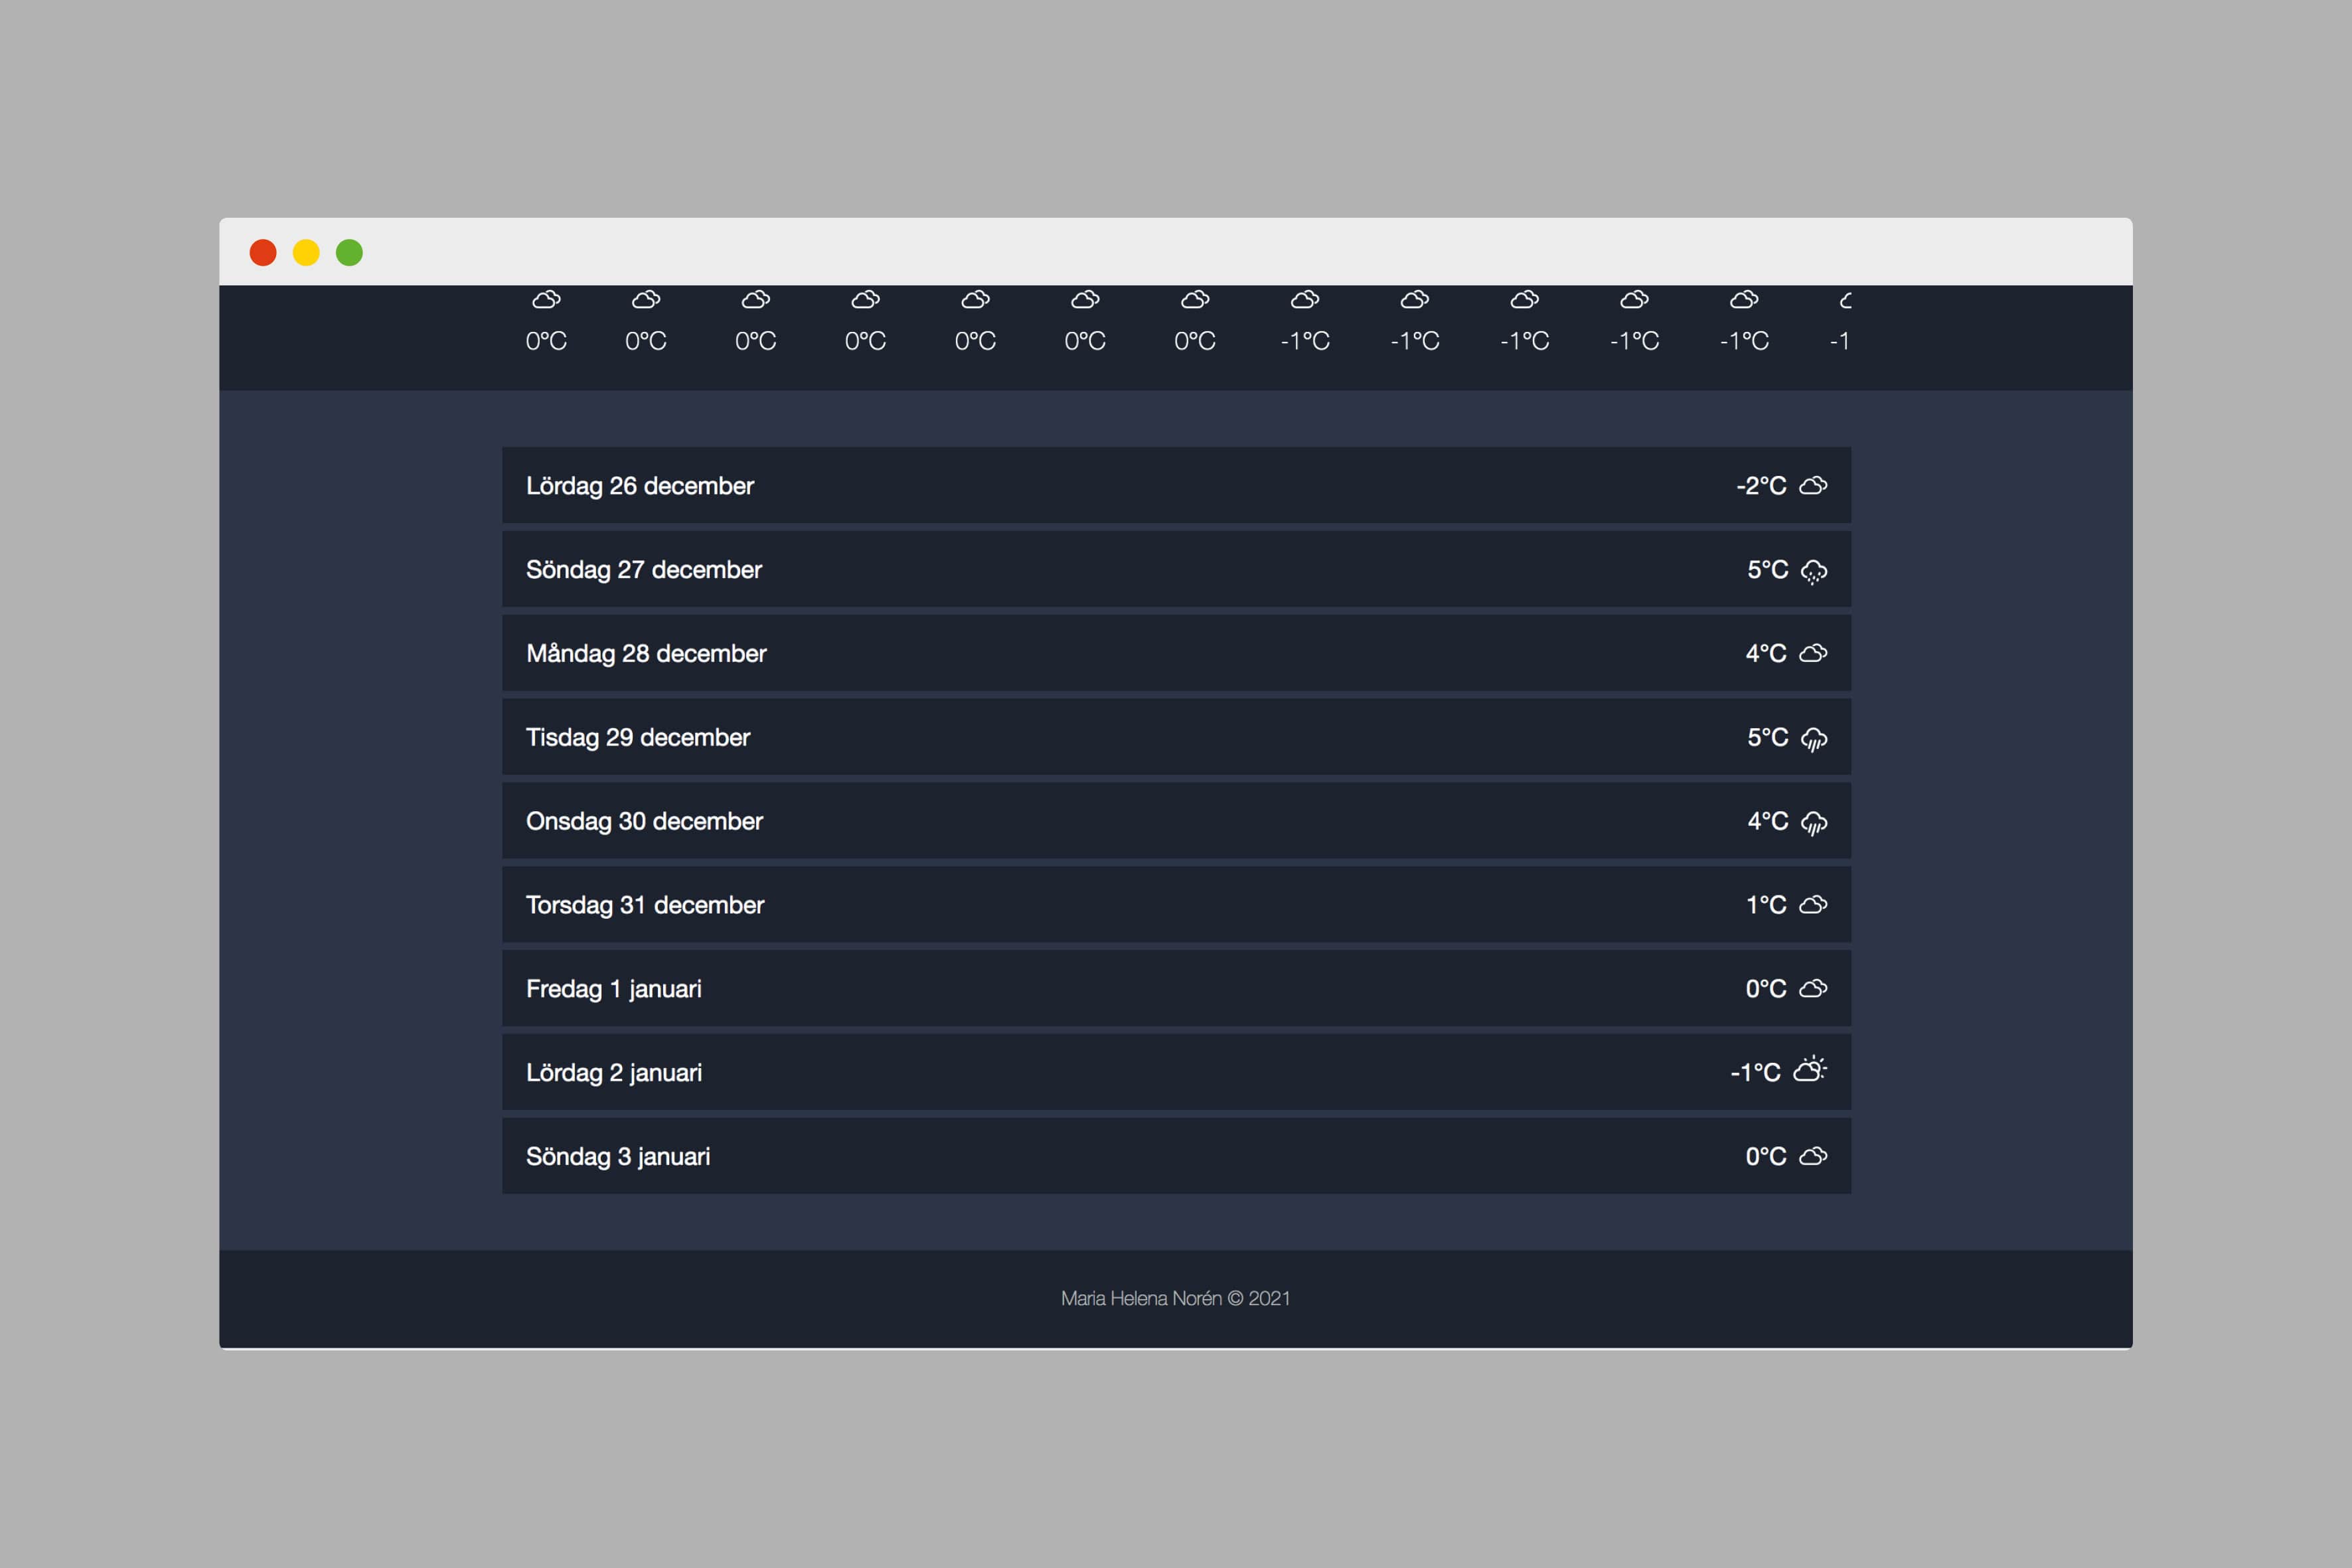 0°C 0°C 0°C 0°C 0°C 0°C 0°C -1°C -1°C -1°C -1°C -1°C -1
Lördag 26 december -2°C
Söndag 27 december 5°C
Måndag 28 december 4°C
Tisdag 29 december 5°C
Onsdag 30 december 4°C
Torsdag 31 december 1°C
Fredag 1 januari 0°C
Lördag 2 januari -1°C
Söndag 3 januari 0°C
Maria Helena Norén © 2021